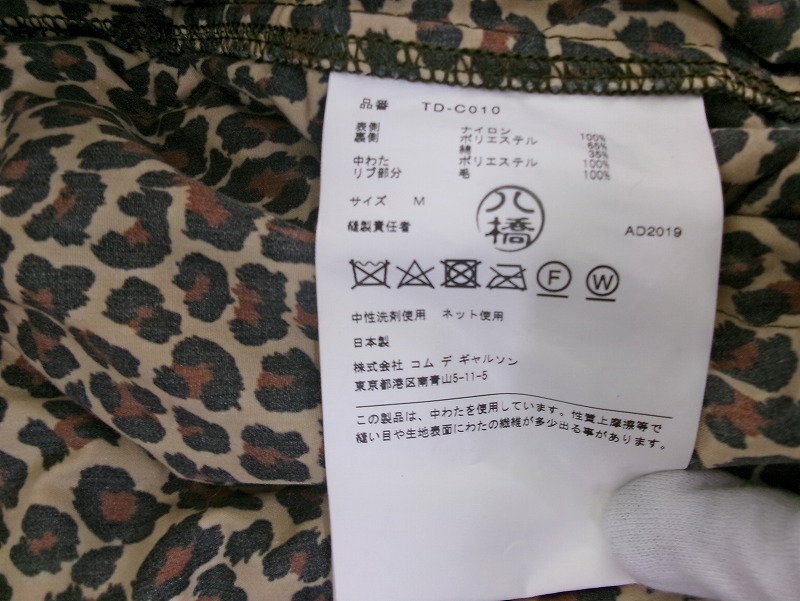 品番 TD-C010
表側 ナイロン 100%
裏側 ポリエステル 65%
綿 35%
中わた ポリエステル 100%
リブ部分 毛 100%
サイズ M
縫製責任者 八橋 AD2019
F W
中性洗剤使用 ネット使用
日本製
株式会社 コム デ ギャルソン
東京都港区南青山5-11-5
この製品は、中わたを使用しています。性質上摩擦等で
縫い目や生地表面にわたの繊維が多少出る事があります。